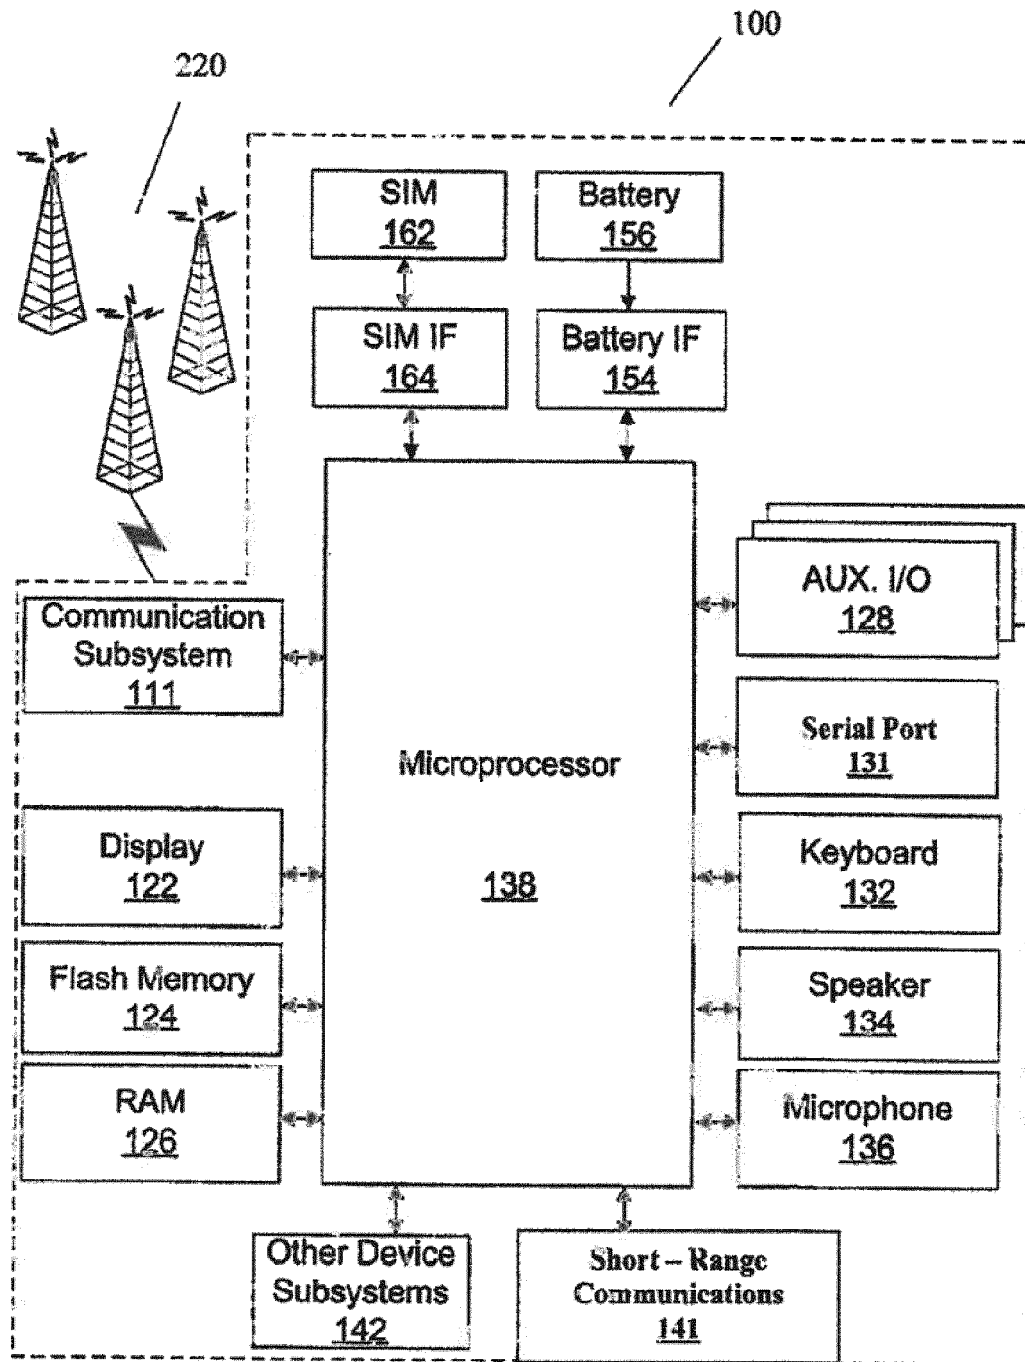 100
220
SIM
162
Battery
156
SIM IF
164
Battery IF
154
AUX. I/O
128
Communication
Subsystem
111
Serial Port
131
Microprocessor
138
Display
122
Keyboard
132
Flash Memory
124
Speaker
134
RAM
126
Microphone
136
Other Device
Subsystems
142
Short – Range
Communications
141